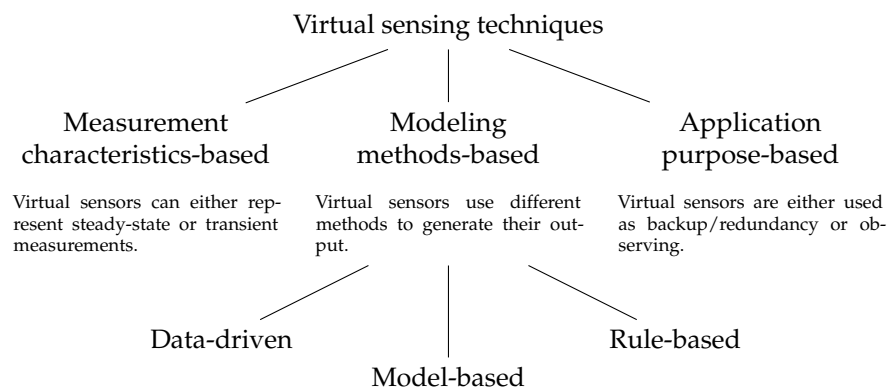 Virtual sensing techniques
Measurement
characteristics-based
Virtual sensors can either rep-
resent steady-state or transient
measurements.
Modeling
methods-based
Virtual sensors use different
methods to generate their out-
put.
Application
purpose-based
Virtual sensors are either used
as backup/redundancy or ob-
serving.
Data-driven
Model-based
Rule-based